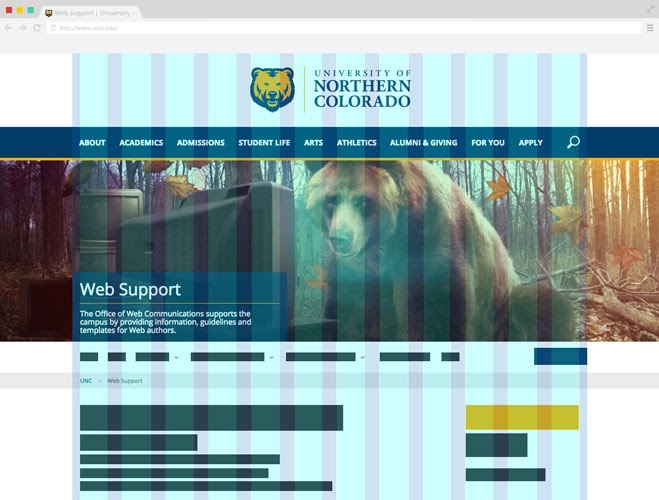 Web Support | University
http://www.unco.edu/
UNIVERSITY OF
NORTHERN
COLORADO
ABOUT ACADEMICS ADMISSIONS STUDENT LIFE ARTS ATHLETICS ALUMNI & GIVING FOR YOU APPLY
Web Support
The Office of Web Communications supports the
campus by providing information, guidelines and
templates for Web authors.
UNC > Web Support